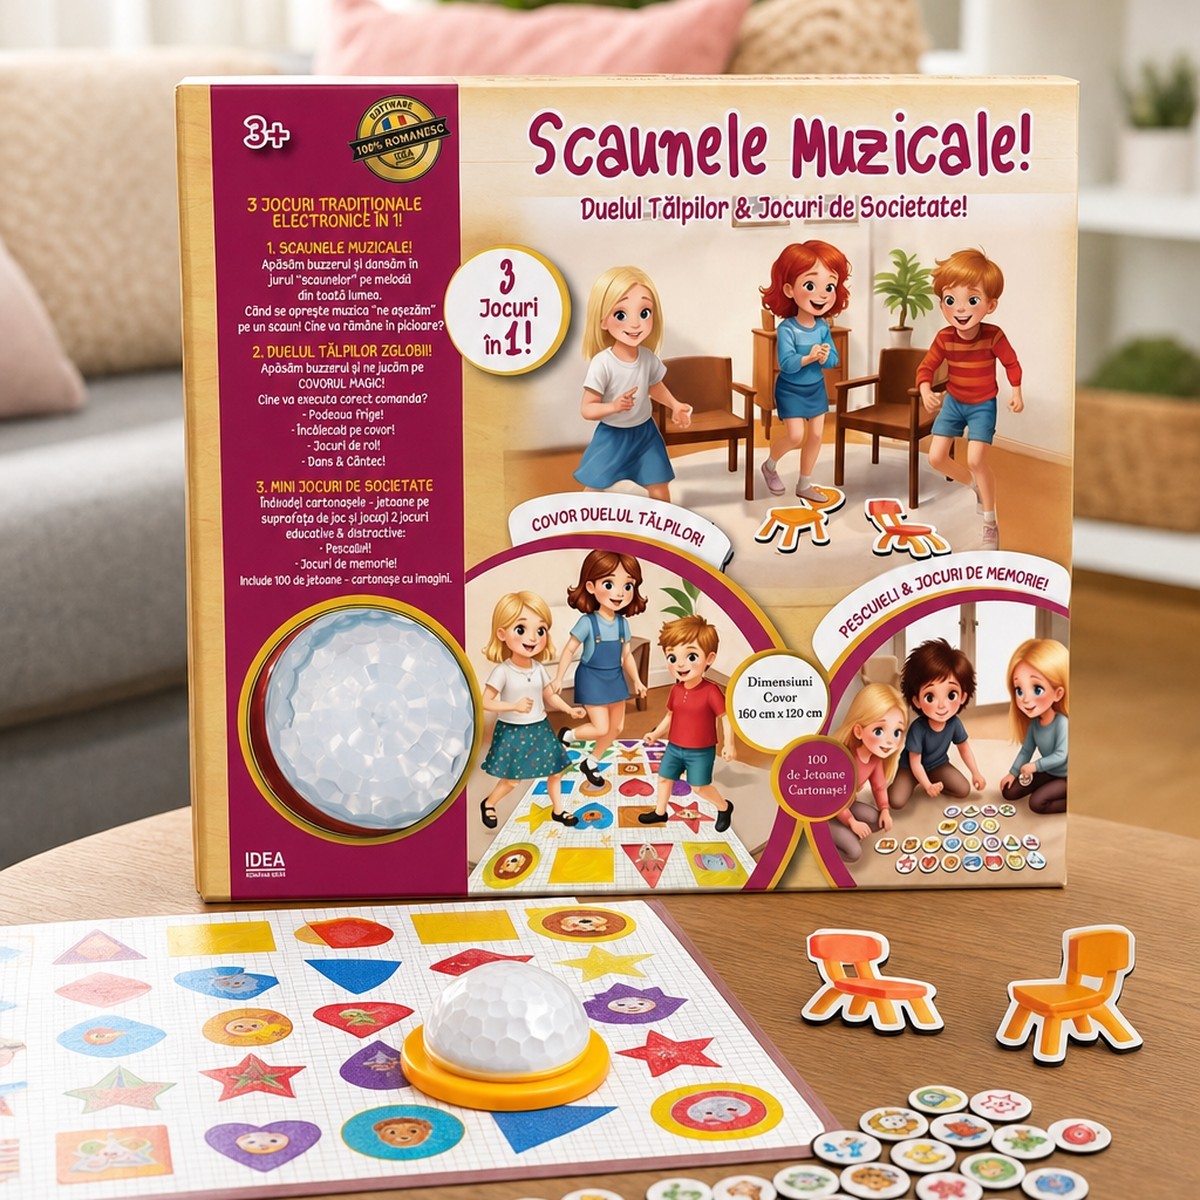 3+
SOFTWARE
100% ROMANESC
IDEA
3 JOCURI TRADIȚIONALE
ELECTRONICE ÎN 1!
1. SCAUNELE MUZICALE!
Apăsăm buzzerul și dansăm în
jurul "scaunelor" pe melodii
din toată lumea.
Când se oprește muzica "ne așezăm"
pe un scaun! Cine va rămâne în picioare?
2. DUELUL TĂLPILOR ZGLOBII!
Apăsăm buzzerul și ne jucăm pe
COVORUL MAGIC!
Cine va executa corect comanda?
- Podeaua frige!
- Încălecați pe covor!
- Jocuri de rol!
- Dans & Cântec!
3. MINI JOCURI DE SOCIETATE
cartonașele - jetoane pe
suprafața de joc și jocuri 2 jocuri
educative & distractive:
- Jocuri de memorie!
Include 100 de jetoane - cartonașe cu imagini.
IDEA
Scaunele Muzicale!
Duelul Tălpilor & Jocuri de Societate!
3
Jocuri
în 1!
COVOR DUELUL TĂLPILOR!
PESCUIELI & JOCURI DE MEMORIE!
Dimensiuni
Covor
160 cm x 120 cm
100
de Jetoane
Cartonașe!